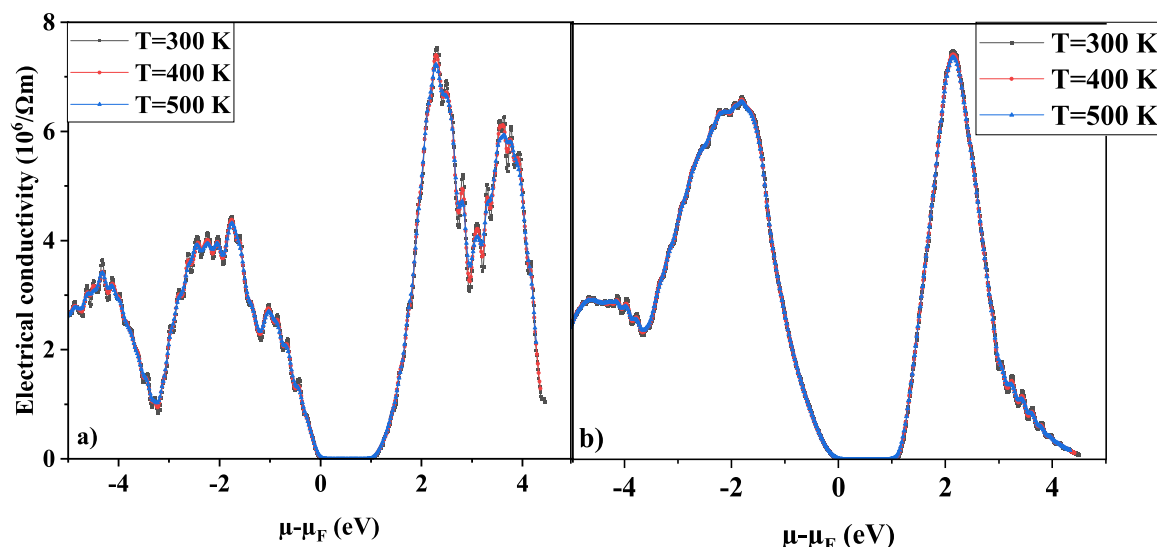 T=300 K
T=400 K
T=500 K
Electrical conductivity (10⁶/Ωm)
8
6
4
2
0
a)
-4
-2
0
2
4
μ-μF (eV)
T=300 K
T=400 K
T=500 K
b)
-4
-2
0
2
4
μ-μF (eV)